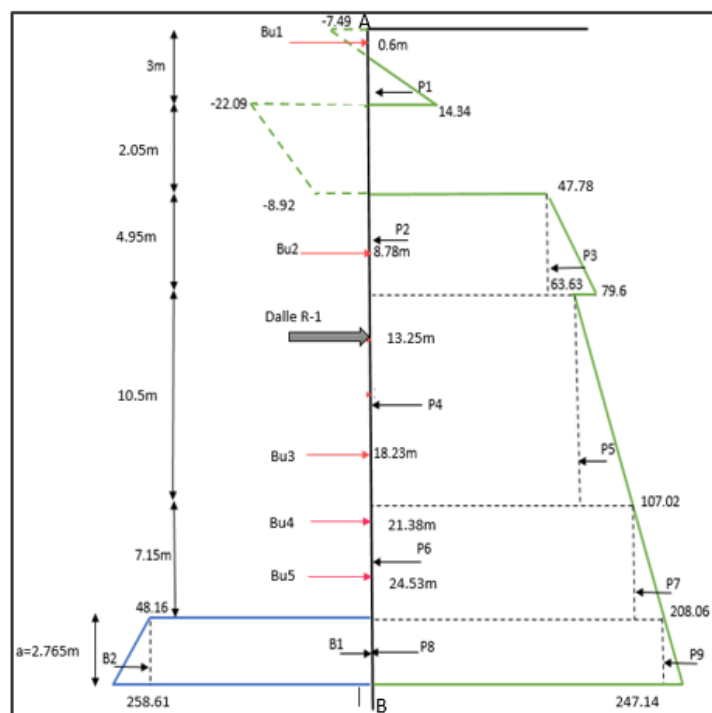 A
-7.49
Bu1
0.6m
3m
P1
-22.09
14.34
2.05m
47.78
-8.92
P2
4.95m
Bu2
8.78m
P3
63.63
79.6
Dalle R-1
13.25m
10.5m
P4
Bu3
18.23m
P5
107.02
Bu4
21.38m
7.15m
P6
Bu5
24.53m
P7
48.16
208.06
a=2.765m
B2
B1
P8
P9
258.61
B
247.14